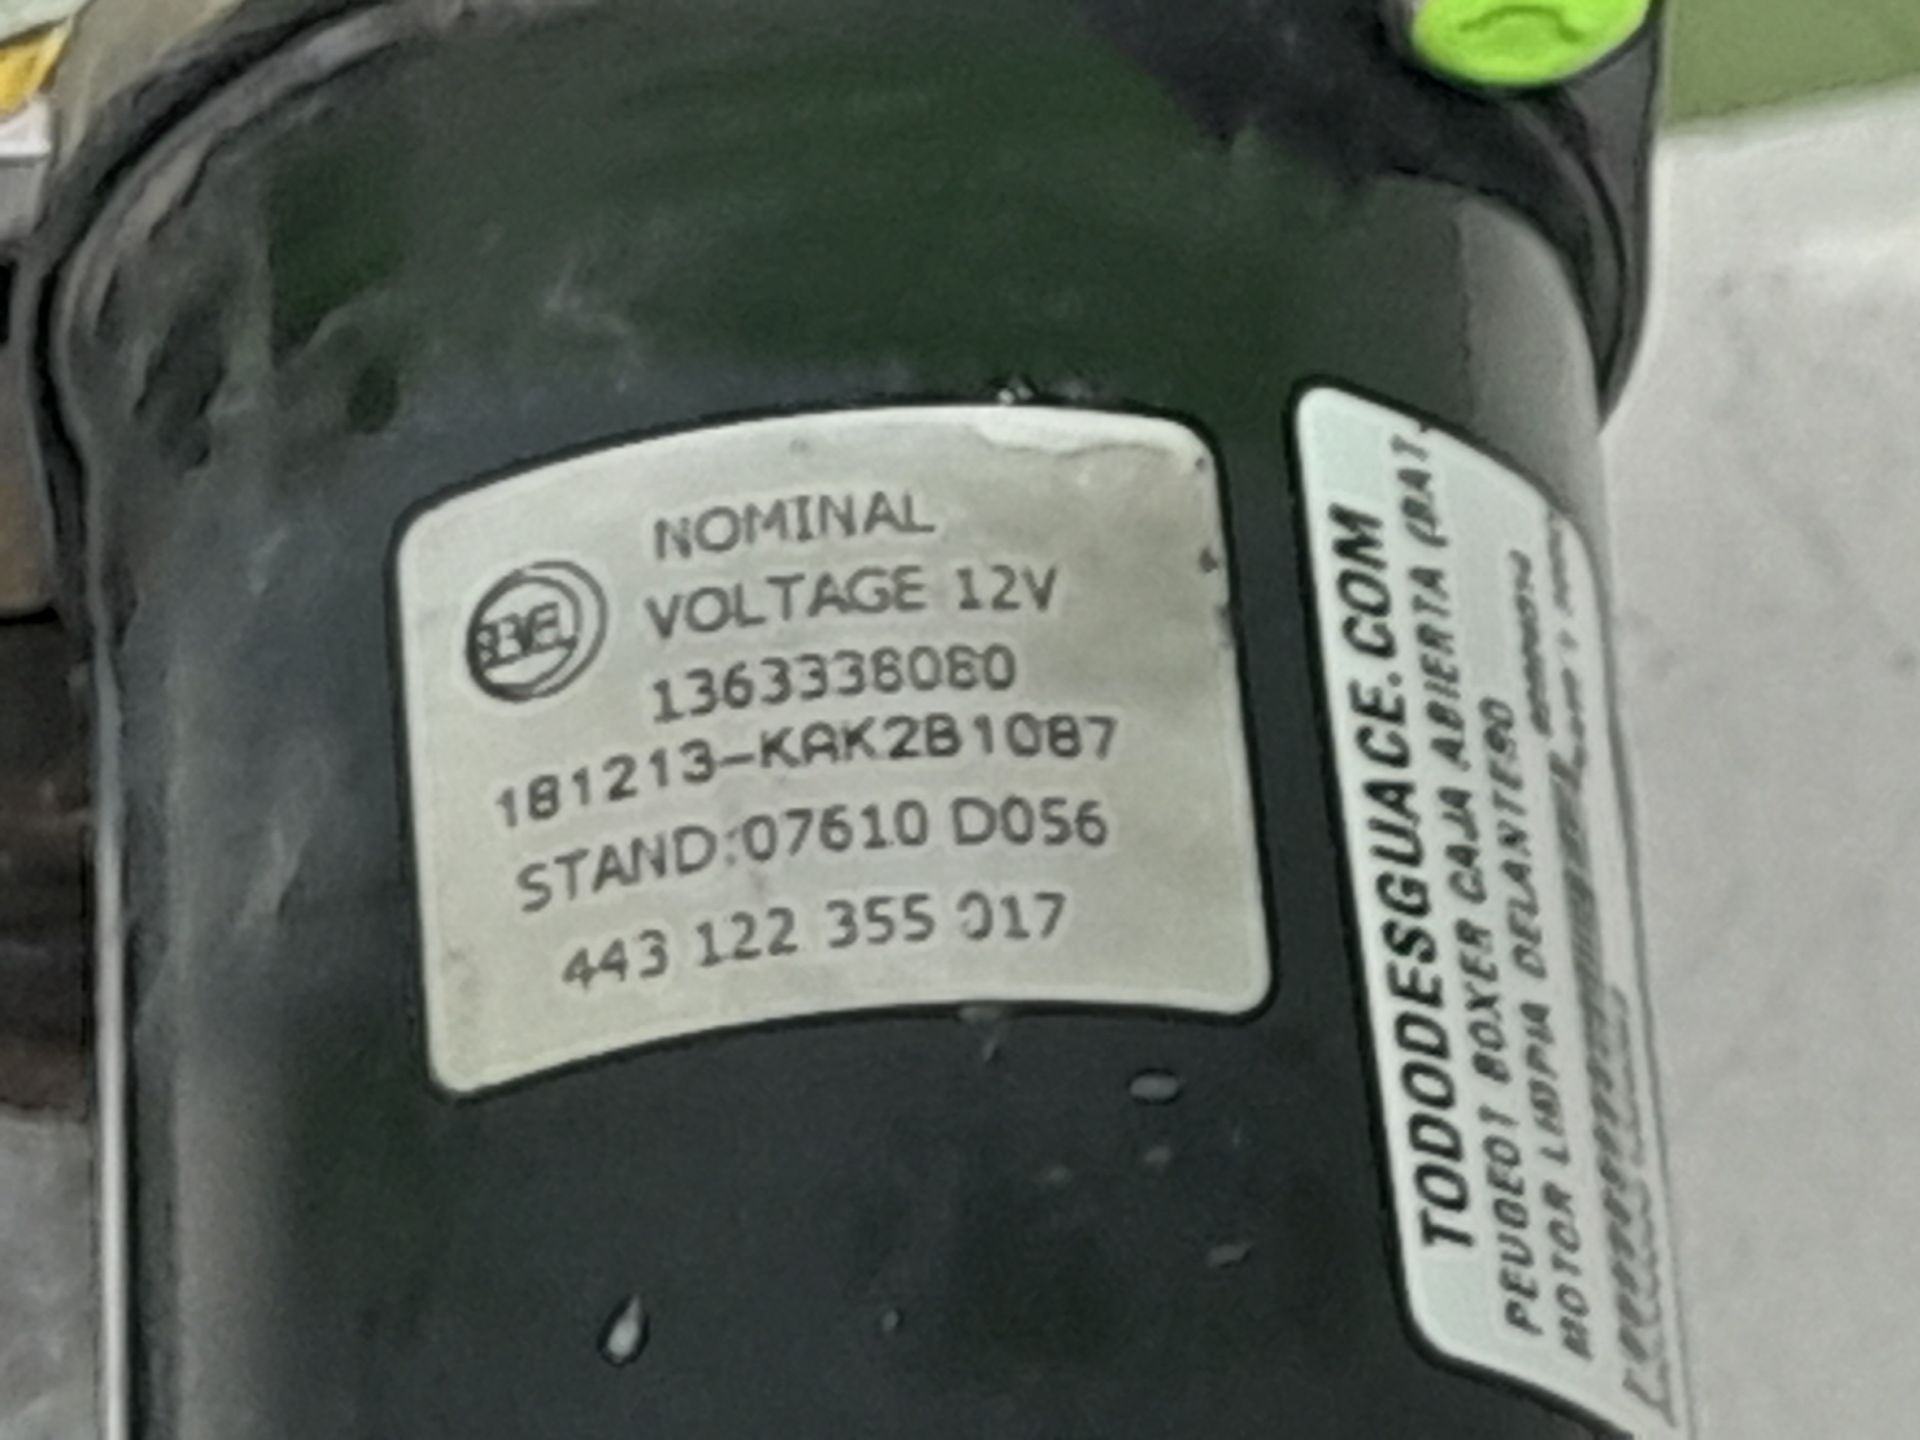 SEVEL
NOMINAL
VOLTAGE 12V
1363338080
181213-KAK2B1087
STAND:07610 D056
443 122 355 017
TODODESGUACE.COM
PEUGEOT BOXER CAJA ABIERTA (BAT
MOTOR LIMPIA DELANTERO